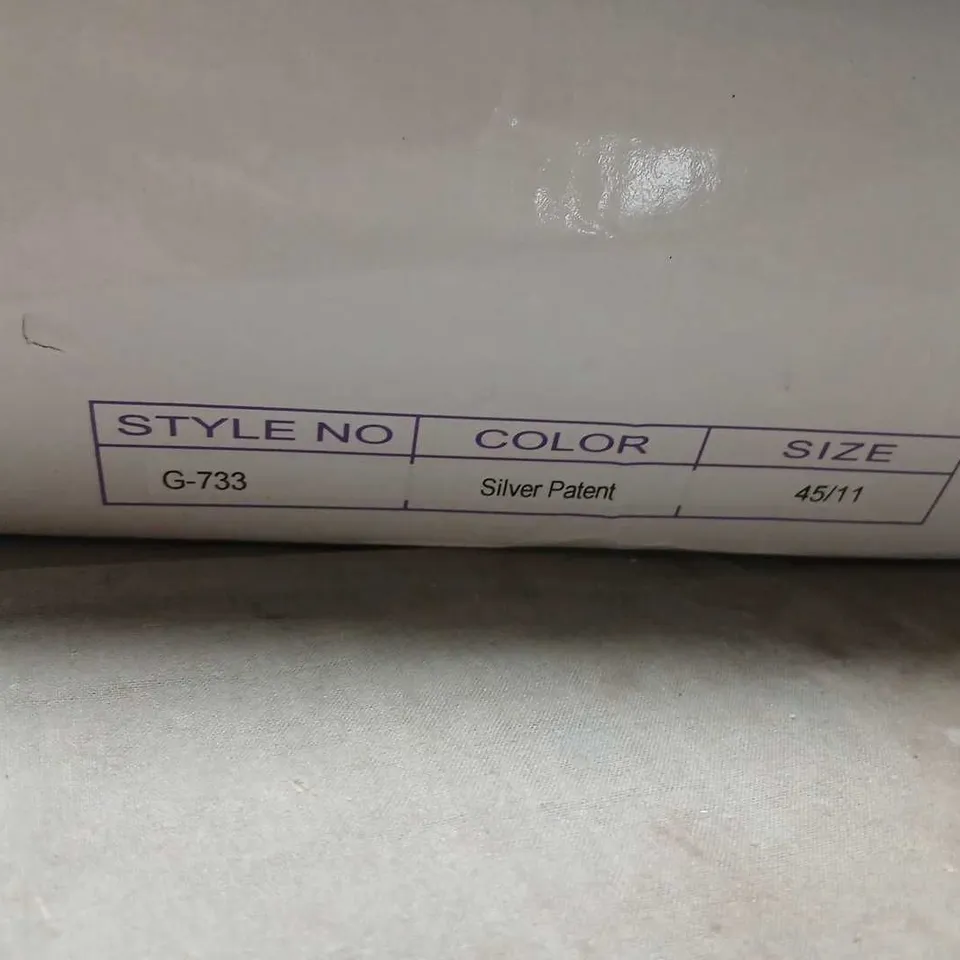 STYLE NO COLOR SIZE
G-733 Silver Patent 45/11